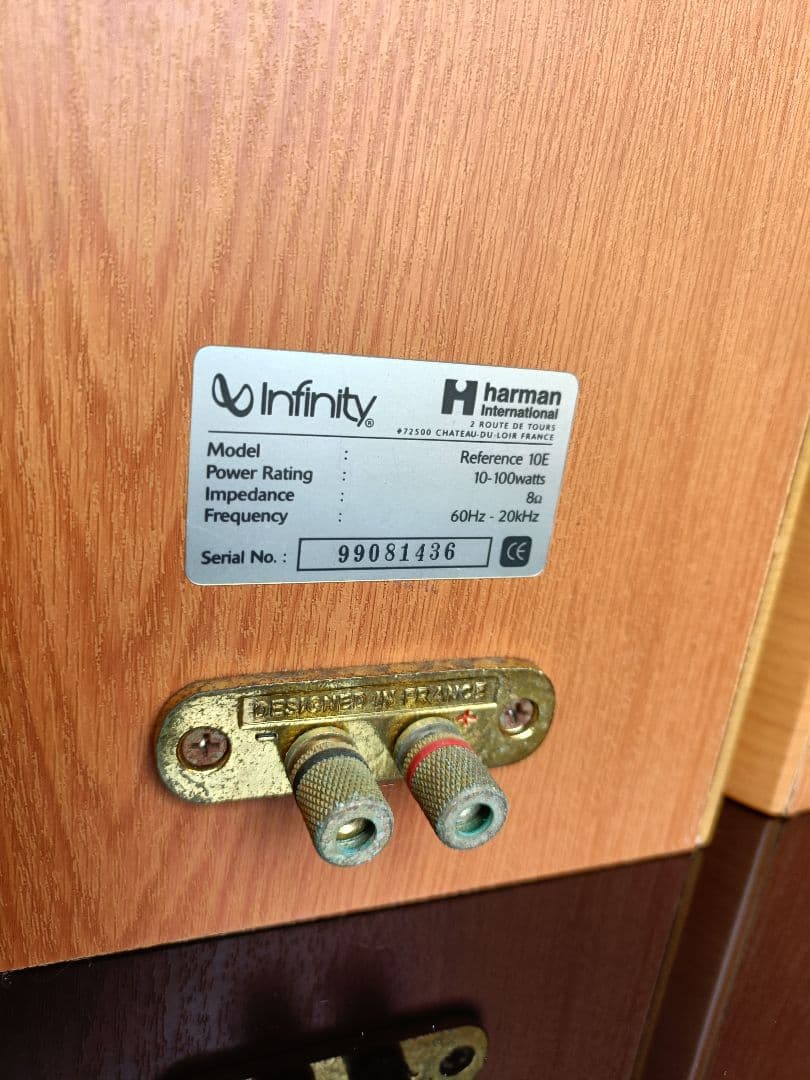 Infinity®
harman
International
2 ROUTE DE TOURS
#72500 CHATEAU-DU-LOIR FRANCE
Model : Reference 10E
Power Rating : 10-100watts
Impedance : 8Ω
Frequency : 60Hz - 20kHz
Serial No. : 99081436 CE
DESIGNED IN FRANCE
- +